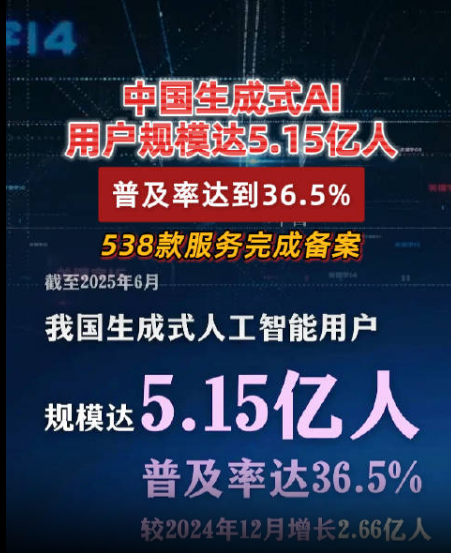 中国生成式AI
用户规模达5.15亿人
普及率达到36.5%
538款服务完成备案
截至2025年6月
我国生成式人工智能用户
规模达5.15亿人
普及率达36.5%
较2024年12月增长2.66亿人